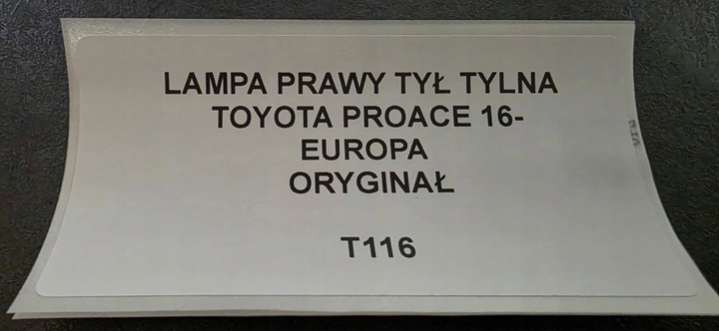 LAMPA PRAWY TYŁ TYLNA
TOYOTA PROACE 16-
EUROPA
ORYGINAŁ
T116